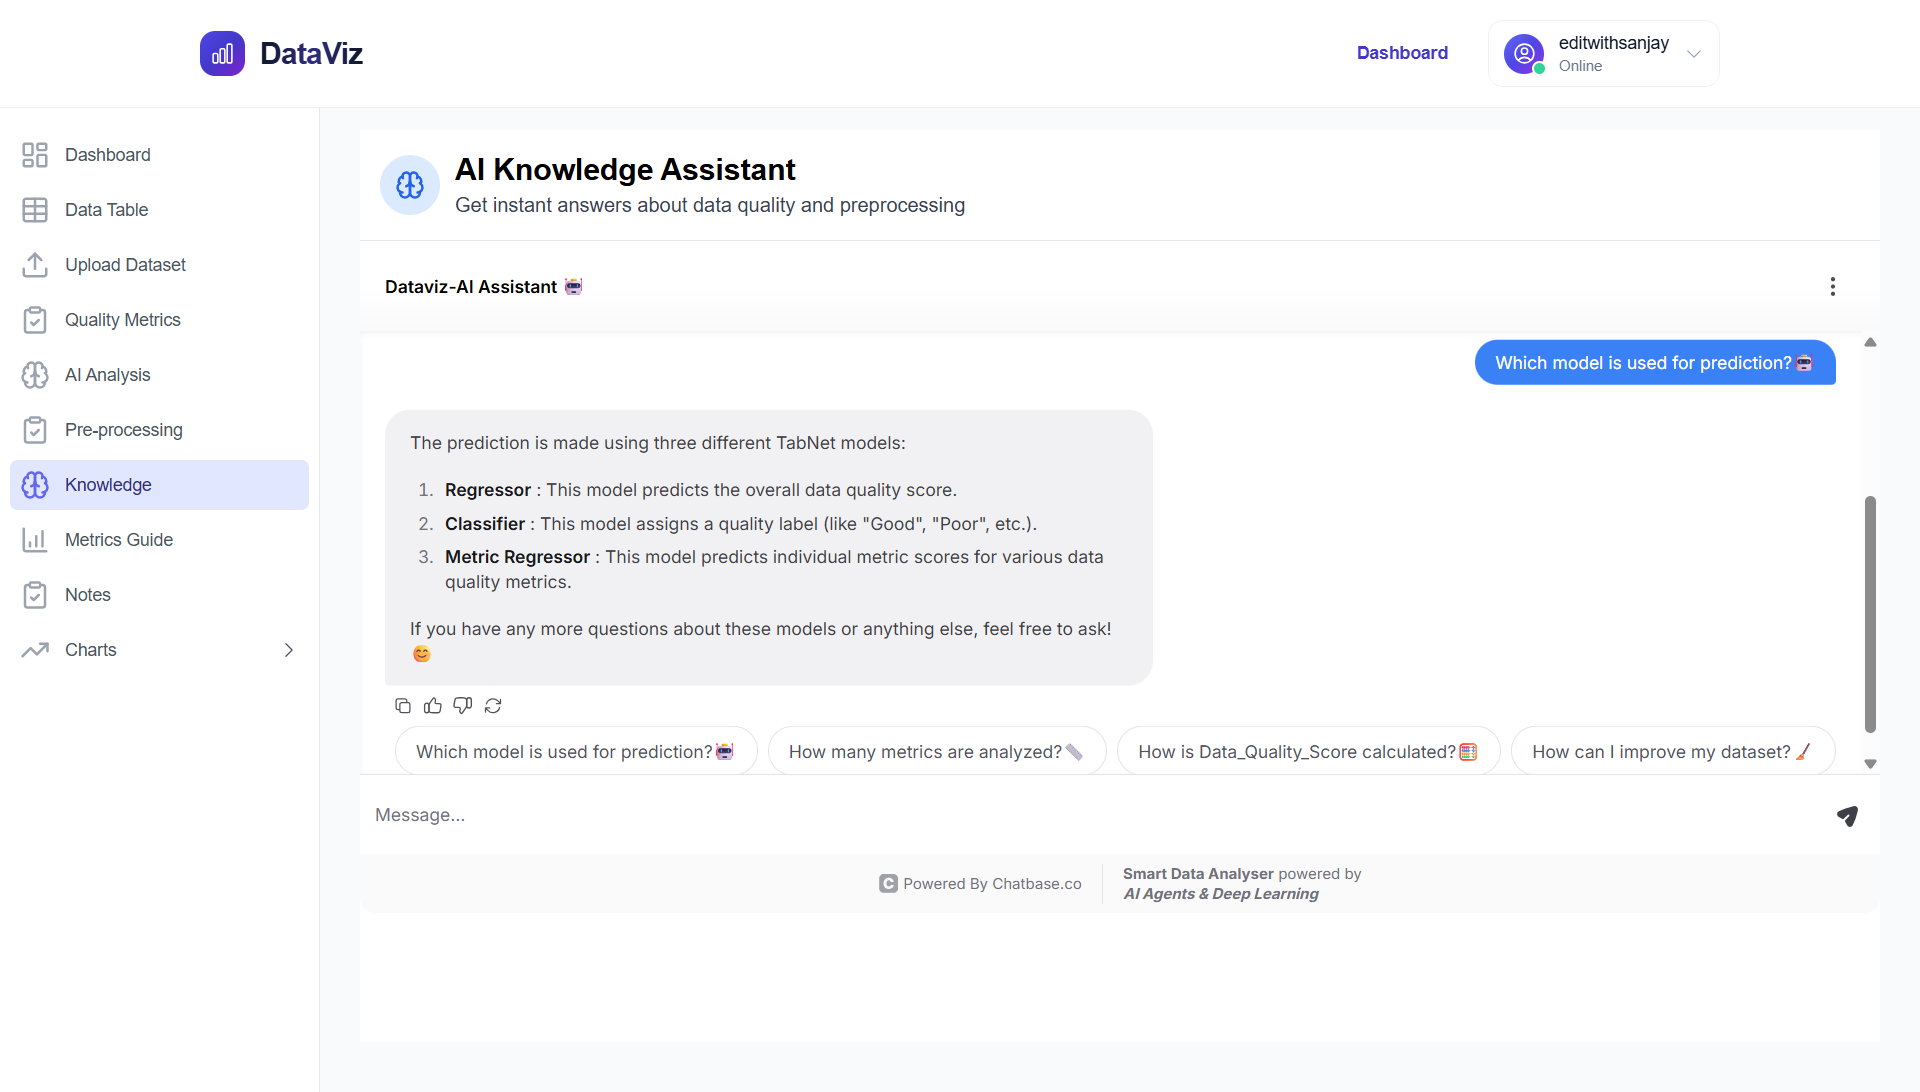 DataViz
Dashboard
editwithsanjay
Online
Dashboard
Data Table
Upload Dataset
Quality Metrics
AI Analysis
Pre-processing
Knowledge
Metrics Guide
Notes
Charts
AI Knowledge Assistant
Get instant answers about data quality and preprocessing
Dataviz-AI Assistant 🤖
Which model is used for prediction?🤖
The prediction is made using three different TabNet models:
1. Regressor : This model predicts the overall data quality score.
2. Classifier : This model assigns a quality label (like "Good", "Poor", etc.).
3. Metric Regressor : This model predicts individual metric scores for various data
quality metrics.
If you have any more questions about these models or anything else, feel free to ask!
😊
Which model is used for prediction?🤖
How many metrics are analyzed?📏
How is Data_Quality_Score calculated?🧮
How can I improve my dataset?🧹
Message...
C Powered By Chatbase.co
Smart Data Analyser powered by
AI Agents & Deep Learning